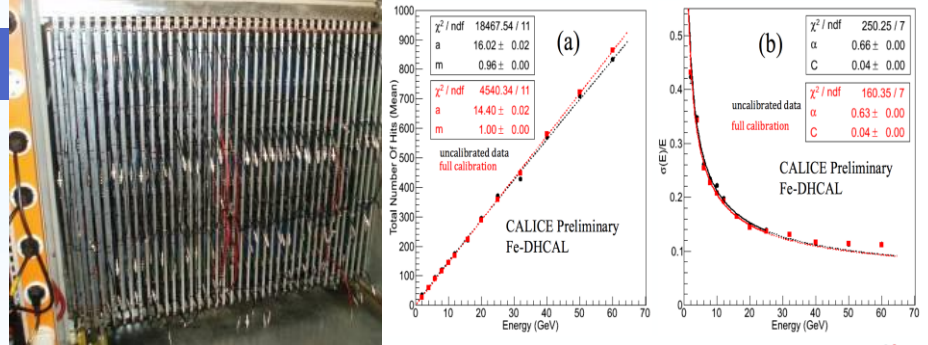 χ² / ndf 18467.54 / 11
a 16.02 ± 0.02
m 0.96 ± 0.00
χ² / ndf 4540.34 / 11
a 14.40 ± 0.02
m 1.00 ± 0.00
(a)
uncalibrated data
full calibration
CALICE Preliminary
Fe-DHCAL
Total Number Of Hits (Mean)
1000
900
800
700
600
500
400
300
200
100
0
0 10 20 30 40 50 60 70
Energy (GeV)
χ² / ndf 250.25 / 7
α 0.66 ± 0.00
C 0.04 ± 0.00
(b)
χ² / ndf 160.35 / 7
α 0.63 ± 0.00
C 0.04 ± 0.00
uncalibrated data
full calibration
CALICE Preliminary
Fe-DHCAL
σ(E)/E
0.5
0.4
0.3
0.2
0.1
0
0 10 20 30 40 50 60 70
Energy (GeV)